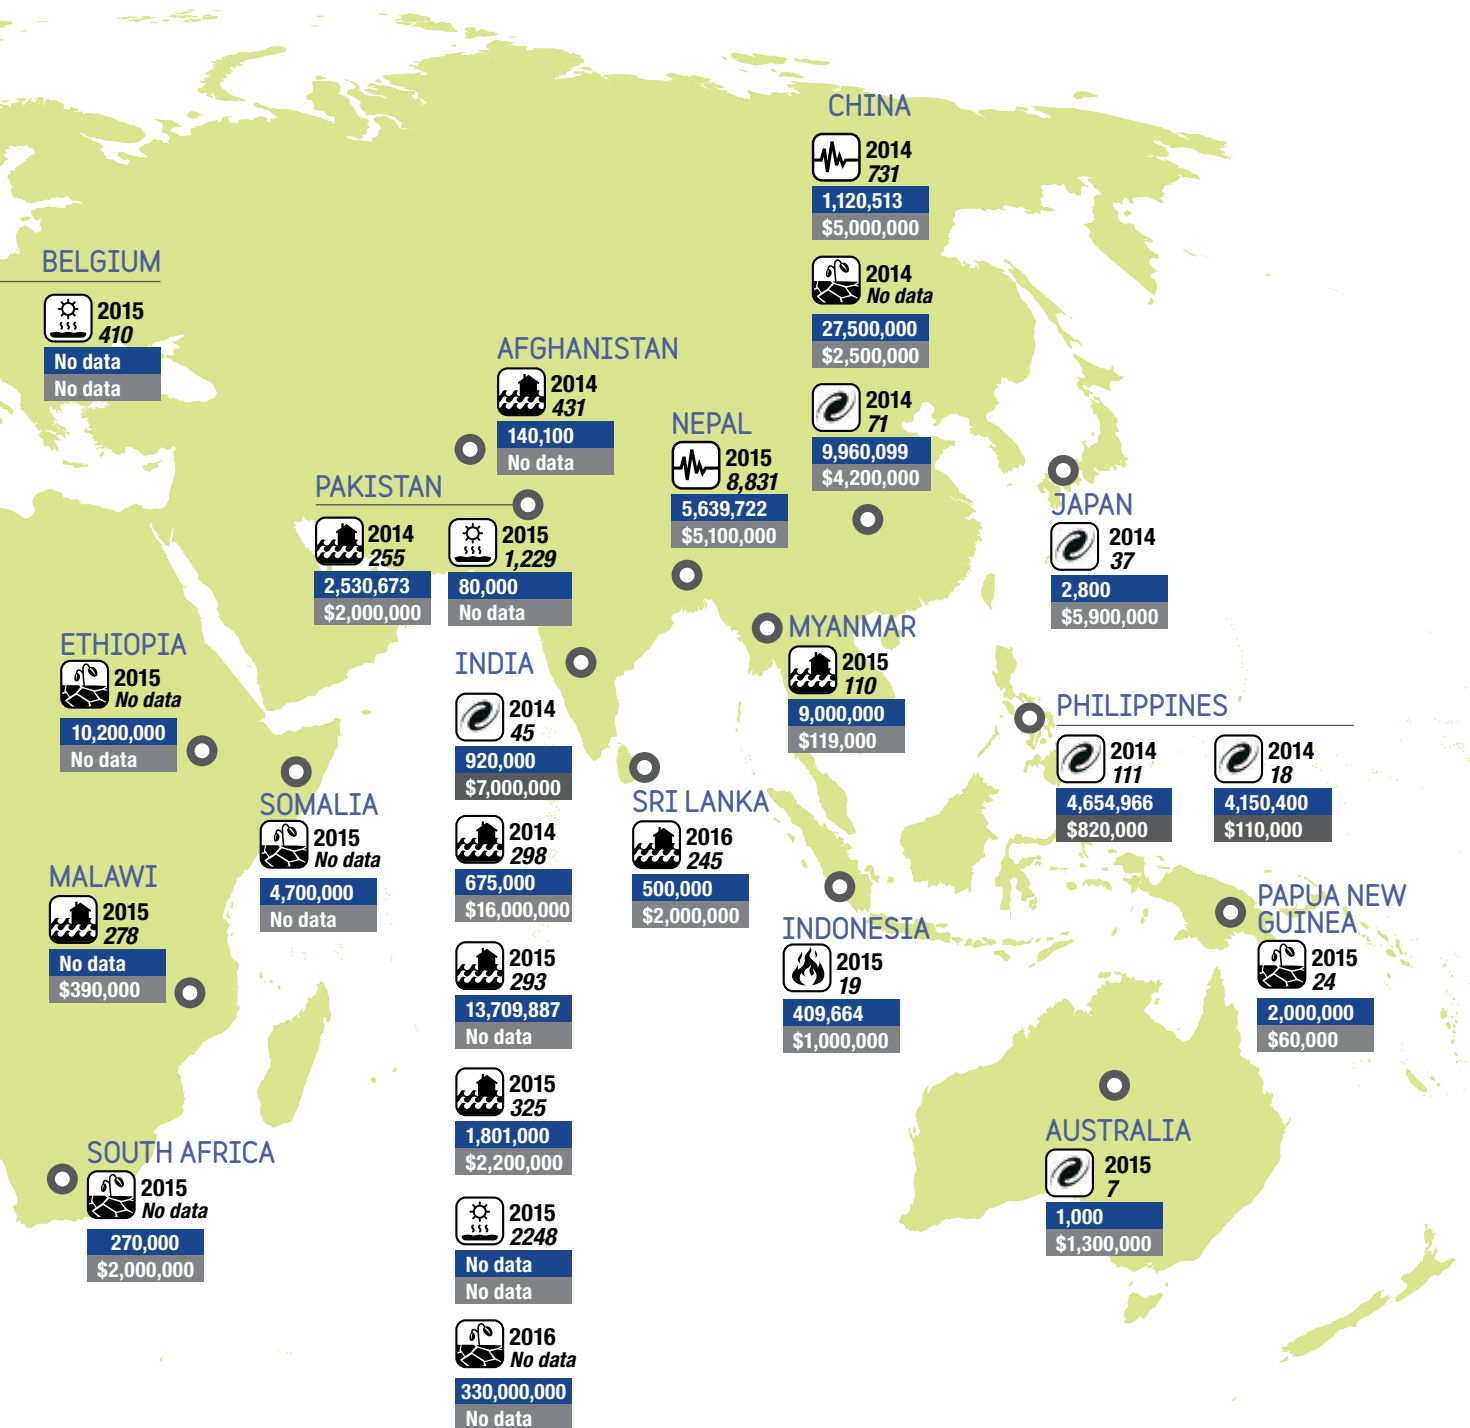 CHINA
2014
731
1,120,513
$5,000,000
2014
No data
27,500,000
$2,500,000
2014
71
9,960,099
$4,200,000
BELGIUM
2015
410
No data
No data
AFGHANISTAN
2014
431
140,100
No data
NEPAL
2015
8,831
5,639,722
$5,100,000
PAKISTAN
2014
255
2,530,673
$2,000,000
2015
1,229
80,000
No data
JAPAN
2014
37
2,800
$5,900,000
ETHIOPIA
2015
No data
10,200,000
No data
INDIA
2014
45
920,000
$7,000,000
2014
298
675,000
$16,000,000
2015
293
13,709,887
No data
2015
325
1,801,000
$2,200,000
2015
2248
No data
No data
2016
No data
330,000,000
No data
MYANMAR
2015
110
9,000,000
$119,000
PHILIPPINES
2014
111
4,654,966
$820,000
2014
18
4,150,400
$110,000
SOMALIA
2015
No data
4,700,000
No data
SRI LANKA
2016
245
500,000
$2,000,000
MALAWI
2015
278
No data
$390,000
INDONESIA
2015
19
409,664
$1,000,000
PAPUA NEW
GUINEA
2015
24
2,000,000
$60,000
SOUTH AFRICA
2015
No data
270,000
$2,000,000
AUSTRALIA
2015
7
1,000
$1,300,000